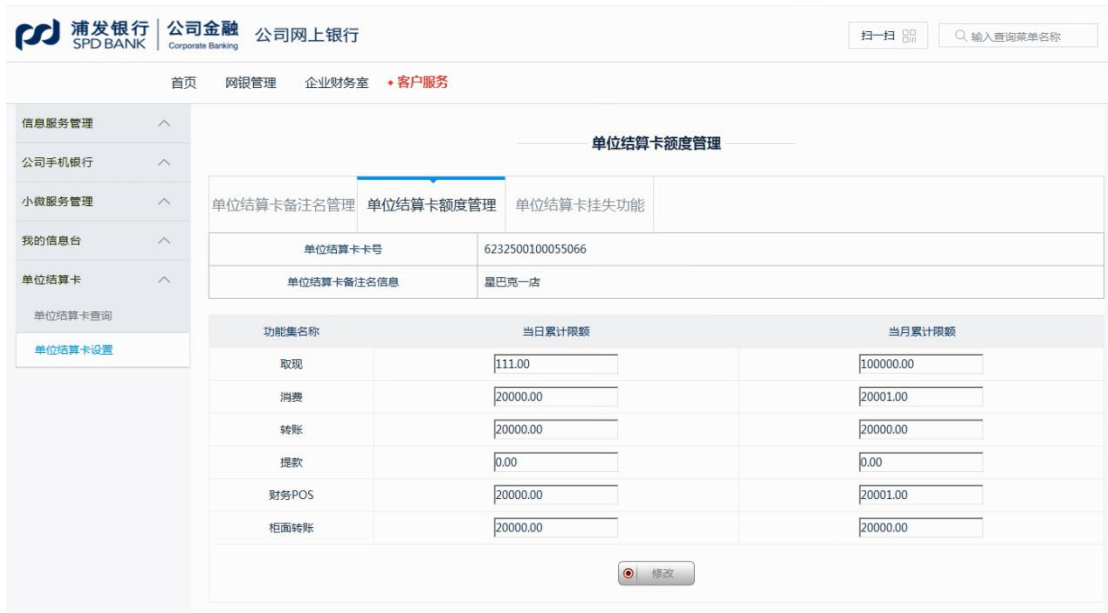 浦发银行 公司金融 公司网上银行
SPD BANK Corporate Banking
扫一扫 输入查询菜单名称
首页 网银管理 企业财务室 客户服务
信息服务管理
公司手机银行
小微服务管理
我的信息台
单位结算卡
单位结算卡查询
单位结算卡设置
单位结算卡额度管理
单位结算卡备注名管理 单位结算卡额度管理 单位结算卡挂失功能
单位结算卡卡号 6232500100055066
单位结算卡备注名信息 星巴克一店
功能集名称 当日累计限额 当月累计限额
取现 111.00 100000.00
消费 20000.00 20001.00
转账 20000.00 20000.00
提款 0.00 0.00
财务POS 20000.00 20001.00
柜面转账 20000.00 20000.00
修改